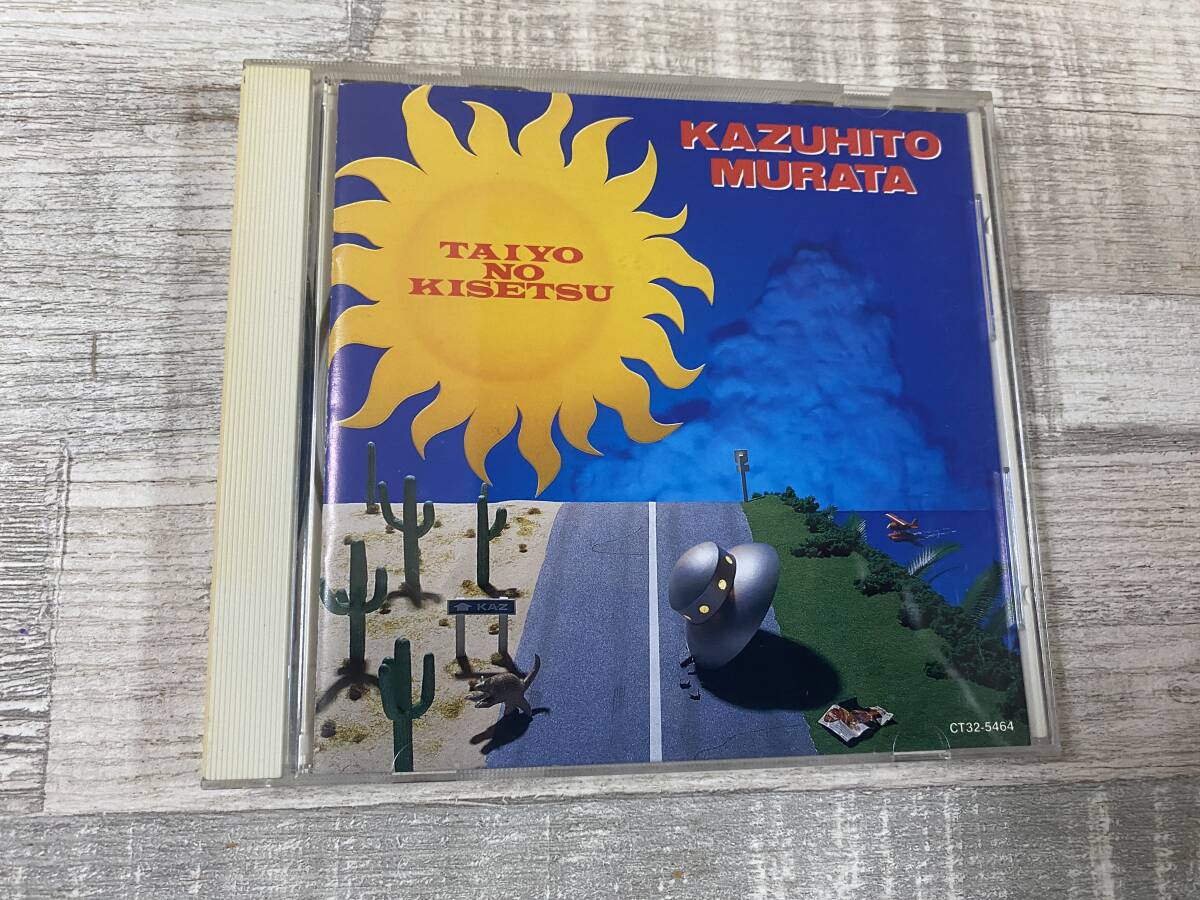 KAZUHITO
MURATA
TAIYO
NO
KISETSU
KAZ
CT32-5464